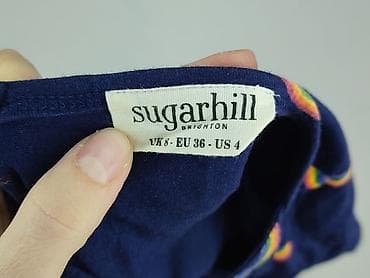 sugarhill
BRIGHTON
UK 8 - EU 36 - US 4